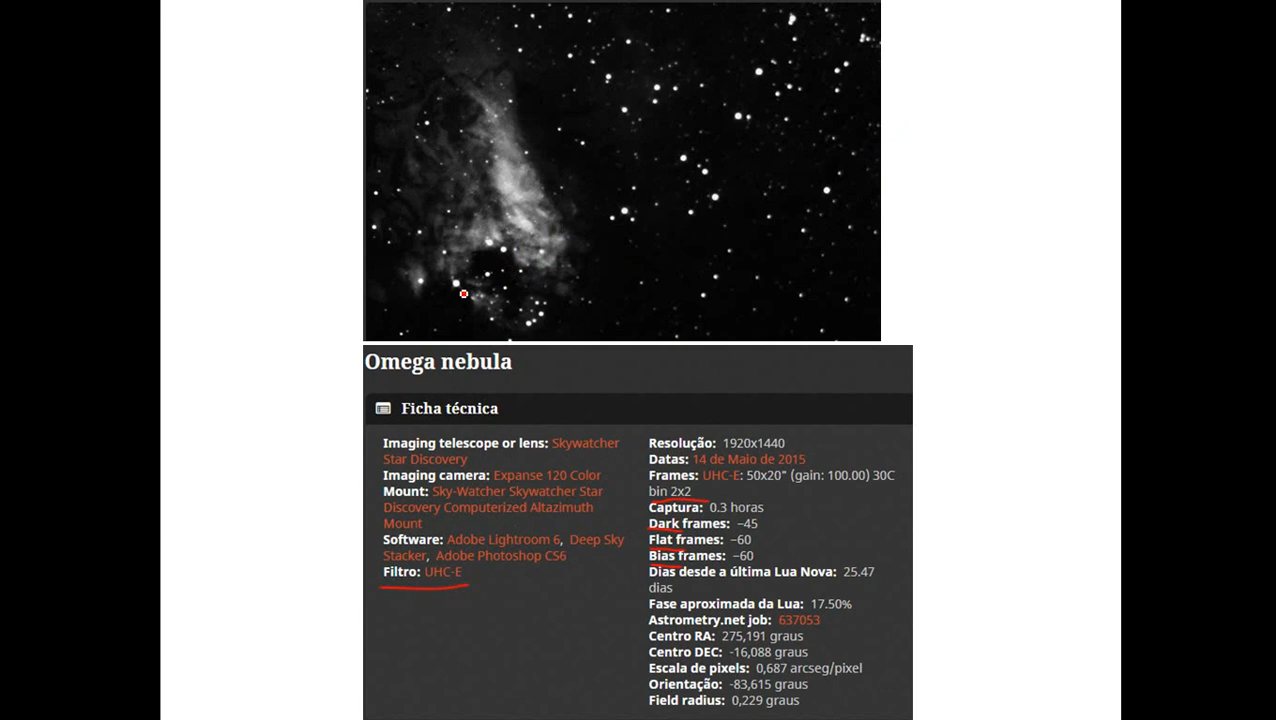 Omega nebula
Ficha técnica
Imaging telescope or lens: Skywatcher
Star Discovery
Imaging camera: Expanse 120 Color
Mount: Sky-Watcher Skywatcher Star
Discovery Computerized Altazimuth
Mount
Software: Adobe Lightroom 6, Deep Sky
Stacker, Adobe Photoshop CS6
Filtro: UHC-E
Resolução: 1920x1440
Datas: 14 de Maio de 2015
Frames: UHC-E: 50x20" (gain: 100.00) 30C
bin 2x2
Captura: 0.3 horas
Dark frames: ~45
Flat frames: ~60
Bias frames: ~60
Dias desde a última Lua Nova: 25.47
dias
Fase aproximada da Lua: 17.50%
Astrometry.net job: 637053
Centro RA: 275,191 graus
Centro DEC: -16,088 graus
Escala de pixels: 0,687 arcseg/pixel
Orientação: -83,615 graus
Field radius: 0,229 graus